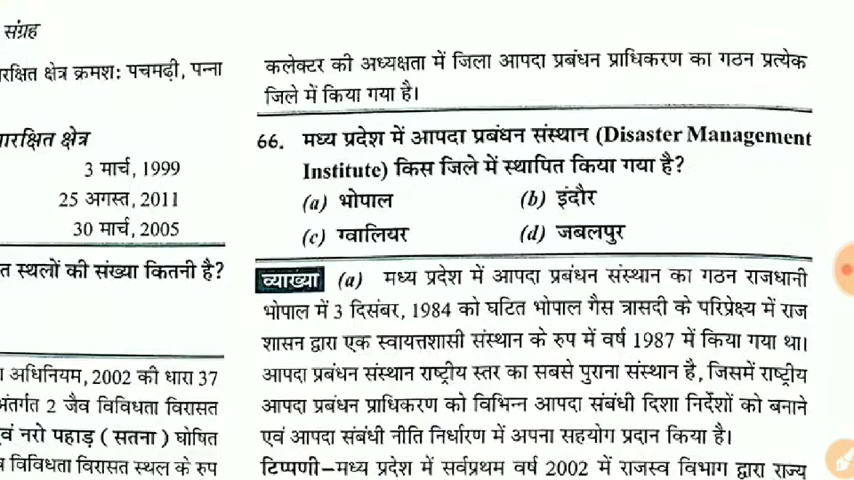 संग्रह
रक्षित क्षेत्र क्रमश: पचमढ़ी, पन्ना
क्षेत्र
3 मार्च, 1999
25 अगस्त, 2011
30 मार्च, 2005
स्थलों की संख्या कितनी है?
अधिनियम, 2002 की धारा 37
अंतर्गत 2 जैव विविधता विरासत
वं नरो पहाड़ ( सतना ) घोषित
विविधता विरासत स्थल के रुप
कलेक्टर की अध्यक्षता में जिला आपदा प्रबंधन प्राधिकरण का गठन प्रत्येक
जिले में किया गया है।
66. मध्य प्रदेश में आपदा प्रबंधन संस्थान (Disaster Management
Institute) किस जिले में स्थापित किया गया है?
(a) भोपाल (b) इंदौर
(c) ग्वालियर (d) जबलपुर
व्याख्या (a) मध्य प्रदेश में आपदा प्रबंधन संस्थान का गठन राजधानी
भोपाल में 3 दिसंबर, 1984 को घटित भोपाल गैस त्रासदी के परिप्रेक्ष्य में राज
शासन द्वारा एक स्वायत्तशासी संस्थान के रुप में वर्ष 1987 में किया गया था।
आपदा प्रबंधन संस्थान राष्ट्रीय स्तर का सबसे पुराना संस्थान है, जिसमें राष्ट्रीय
आपदा प्रबंधन प्राधिकरण को विभिन्न आपदा संबंधी दिशा निर्देशों को बनाने
एवं आपदा संबंधी नीति निर्धारण में अपना सहयोग प्रदान किया है।
टिप्पणी–मध्य प्रदेश में सर्वप्रथम वर्ष 2002 में राजस्व विभाग द्वारा राज्य